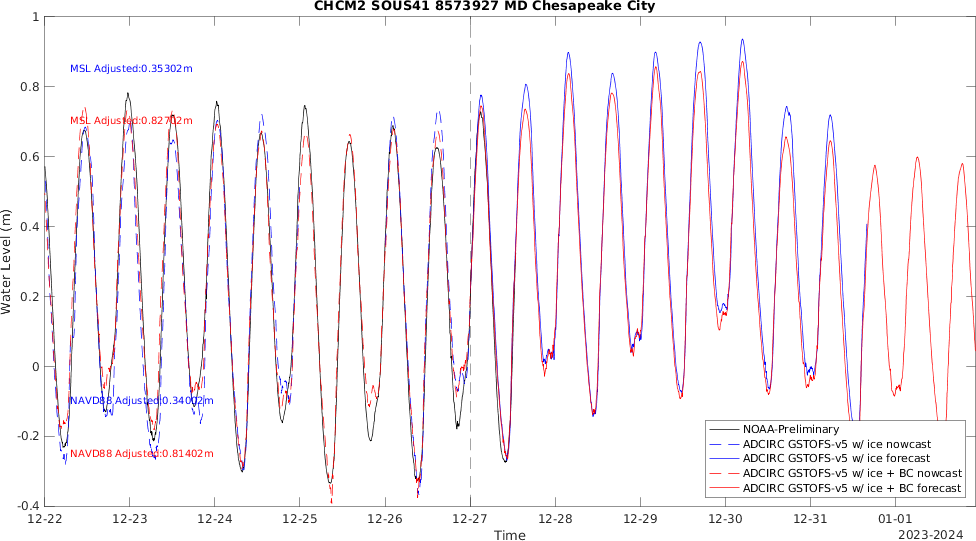 CHCM2 SOUS41 8573927 MD Chesapeake City
1
0.8
0.6
0.4
0.2
0
-0.2
-0.4
Water Level (m)
MSL Adjusted:0.35302m
MSL Adjusted:0.82702m
NAVD88 Adjusted:0.34002m
NAVD88 Adjusted:0.81402m
NOAA-Preliminary
ADCIRC GSTOFS-v5 w/ ice nowcast
ADCIRC GSTOFS-v5 w/ ice forecast
ADCIRC GSTOFS-v5 w/ ice + BC nowcast
ADCIRC GSTOFS-v5 w/ ice + BC forecast
12-22 12-23 12-24 12-25 12-26 12-27 12-28 12-29 12-30 12-31 01-01
Time
2023-2024